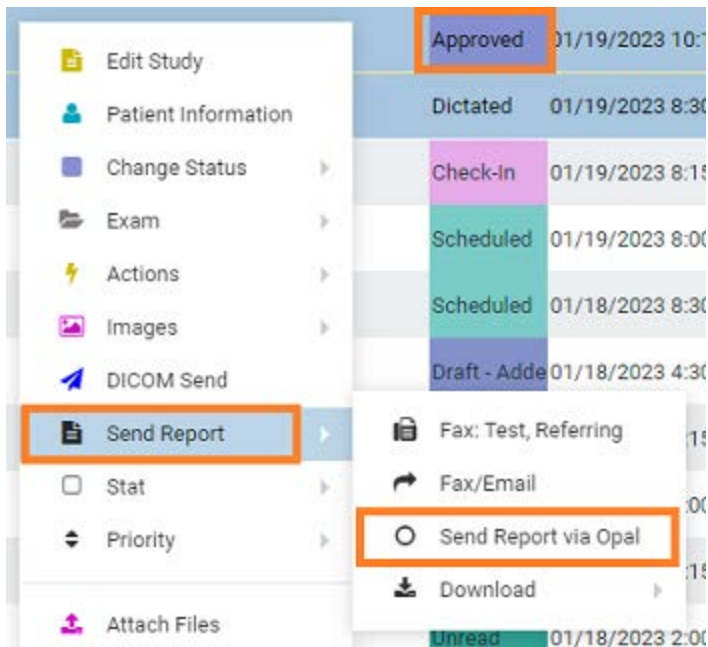 Edit Study
Patient Information
Change Status
Exam
Actions
Images
DICOM Send
Send Report
Stat
Priority
Attach Files
Fax: Test, Referring
Fax/Email
Send Report via Opal
Download
Approved 01/19/2023 10:1
Dictated 01/19/2023 8:30
Check-In 01/19/2023 8:15
Scheduled 01/19/2023 8:00
Scheduled 01/18/2023 8:30
Draft - Adde 01/18/2023 4:30
:15
:00
:15
Unread 01/18/2023 2:00